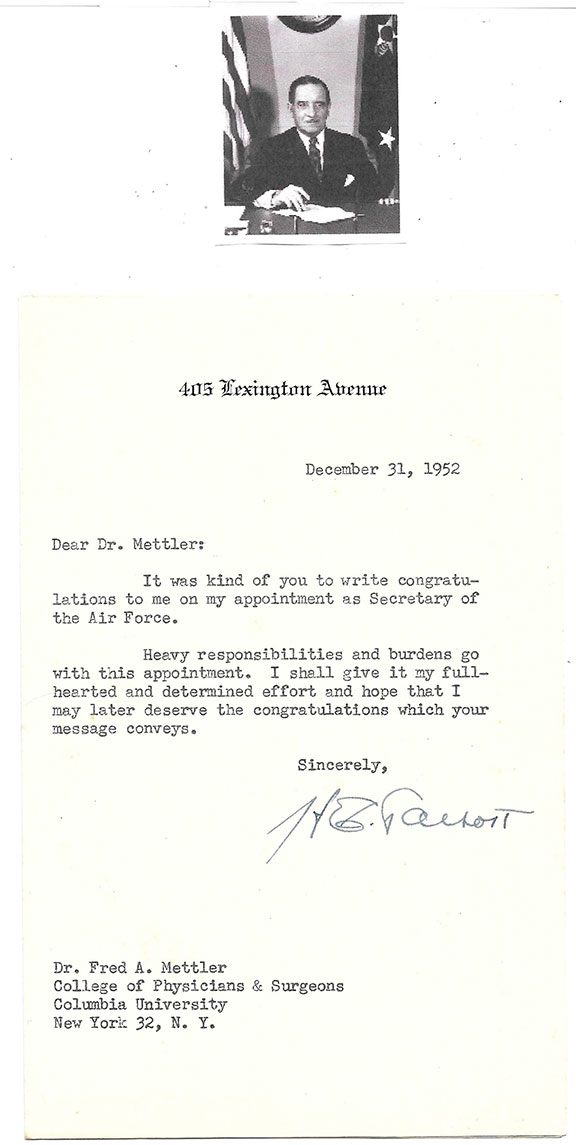 405 Lexington Avenue
December 31, 1952
Dear Dr. Mettler:
It was kind of you to write congratu-
lations to me on my appointment as Secretary of
the Air Force.
Heavy responsibilities and burdens go
with this appointment. I shall give it my full-
hearted and determined effort and hope that I
may later deserve the congratulations which your
message conveys.
Sincerely,
HE. Talbott
Dr. Fred A. Mettler
College of Physicians & Surgeons
Columbia University
New York 32, N. Y.